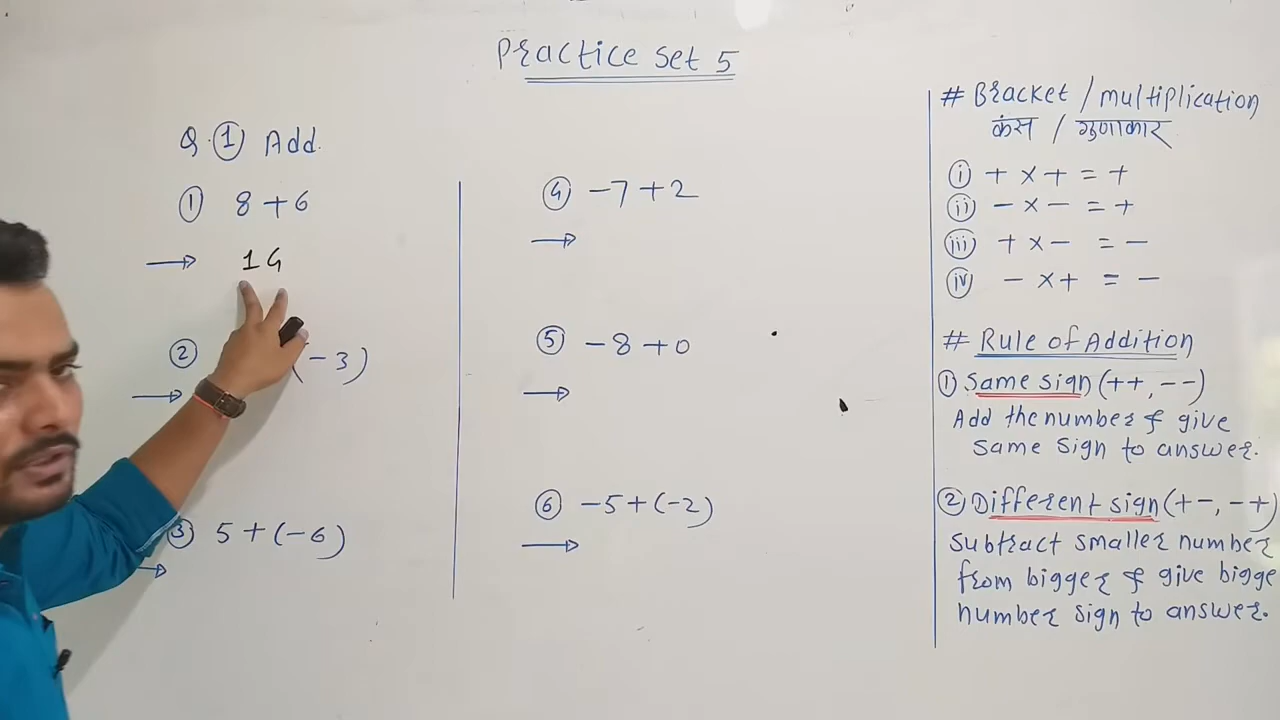 Practice Set 5
Q.① Add.
① 8 + 6
→ 14
② (- 3)
→
③ 5 + (- 6)
→
④ - 7 + 2
→
⑤ - 8 + 0
→
⑥ - 5 + (- 2)
→
# Bracket / multiplication
कंस / गुणाकार
ⓘ + × + = +
ⓘⓘ - × - = +
ⓘⓘⓘ + × - = -
ⓘⓥ - × + = -
# Rule of Addition
① Same sign (+ +, - -)
Add the number & give
same sign to answer.
② Different sign (+ -, - +)
Subtract smaller number
from bigger & give bigge
number sign to answer.